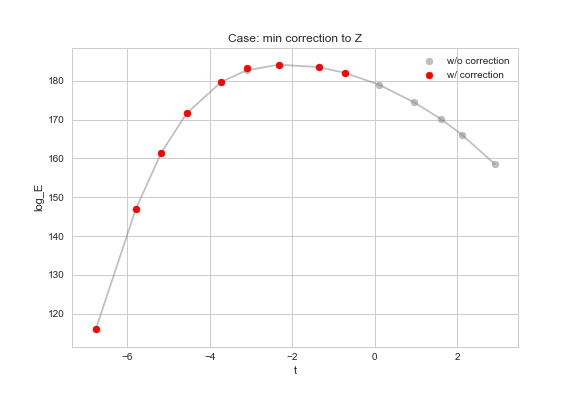 Case: min correction to Z
w/o correction
w/ correction
180
170
160
150
140
130
120
log_E
−6
−4
−2
0
2
t